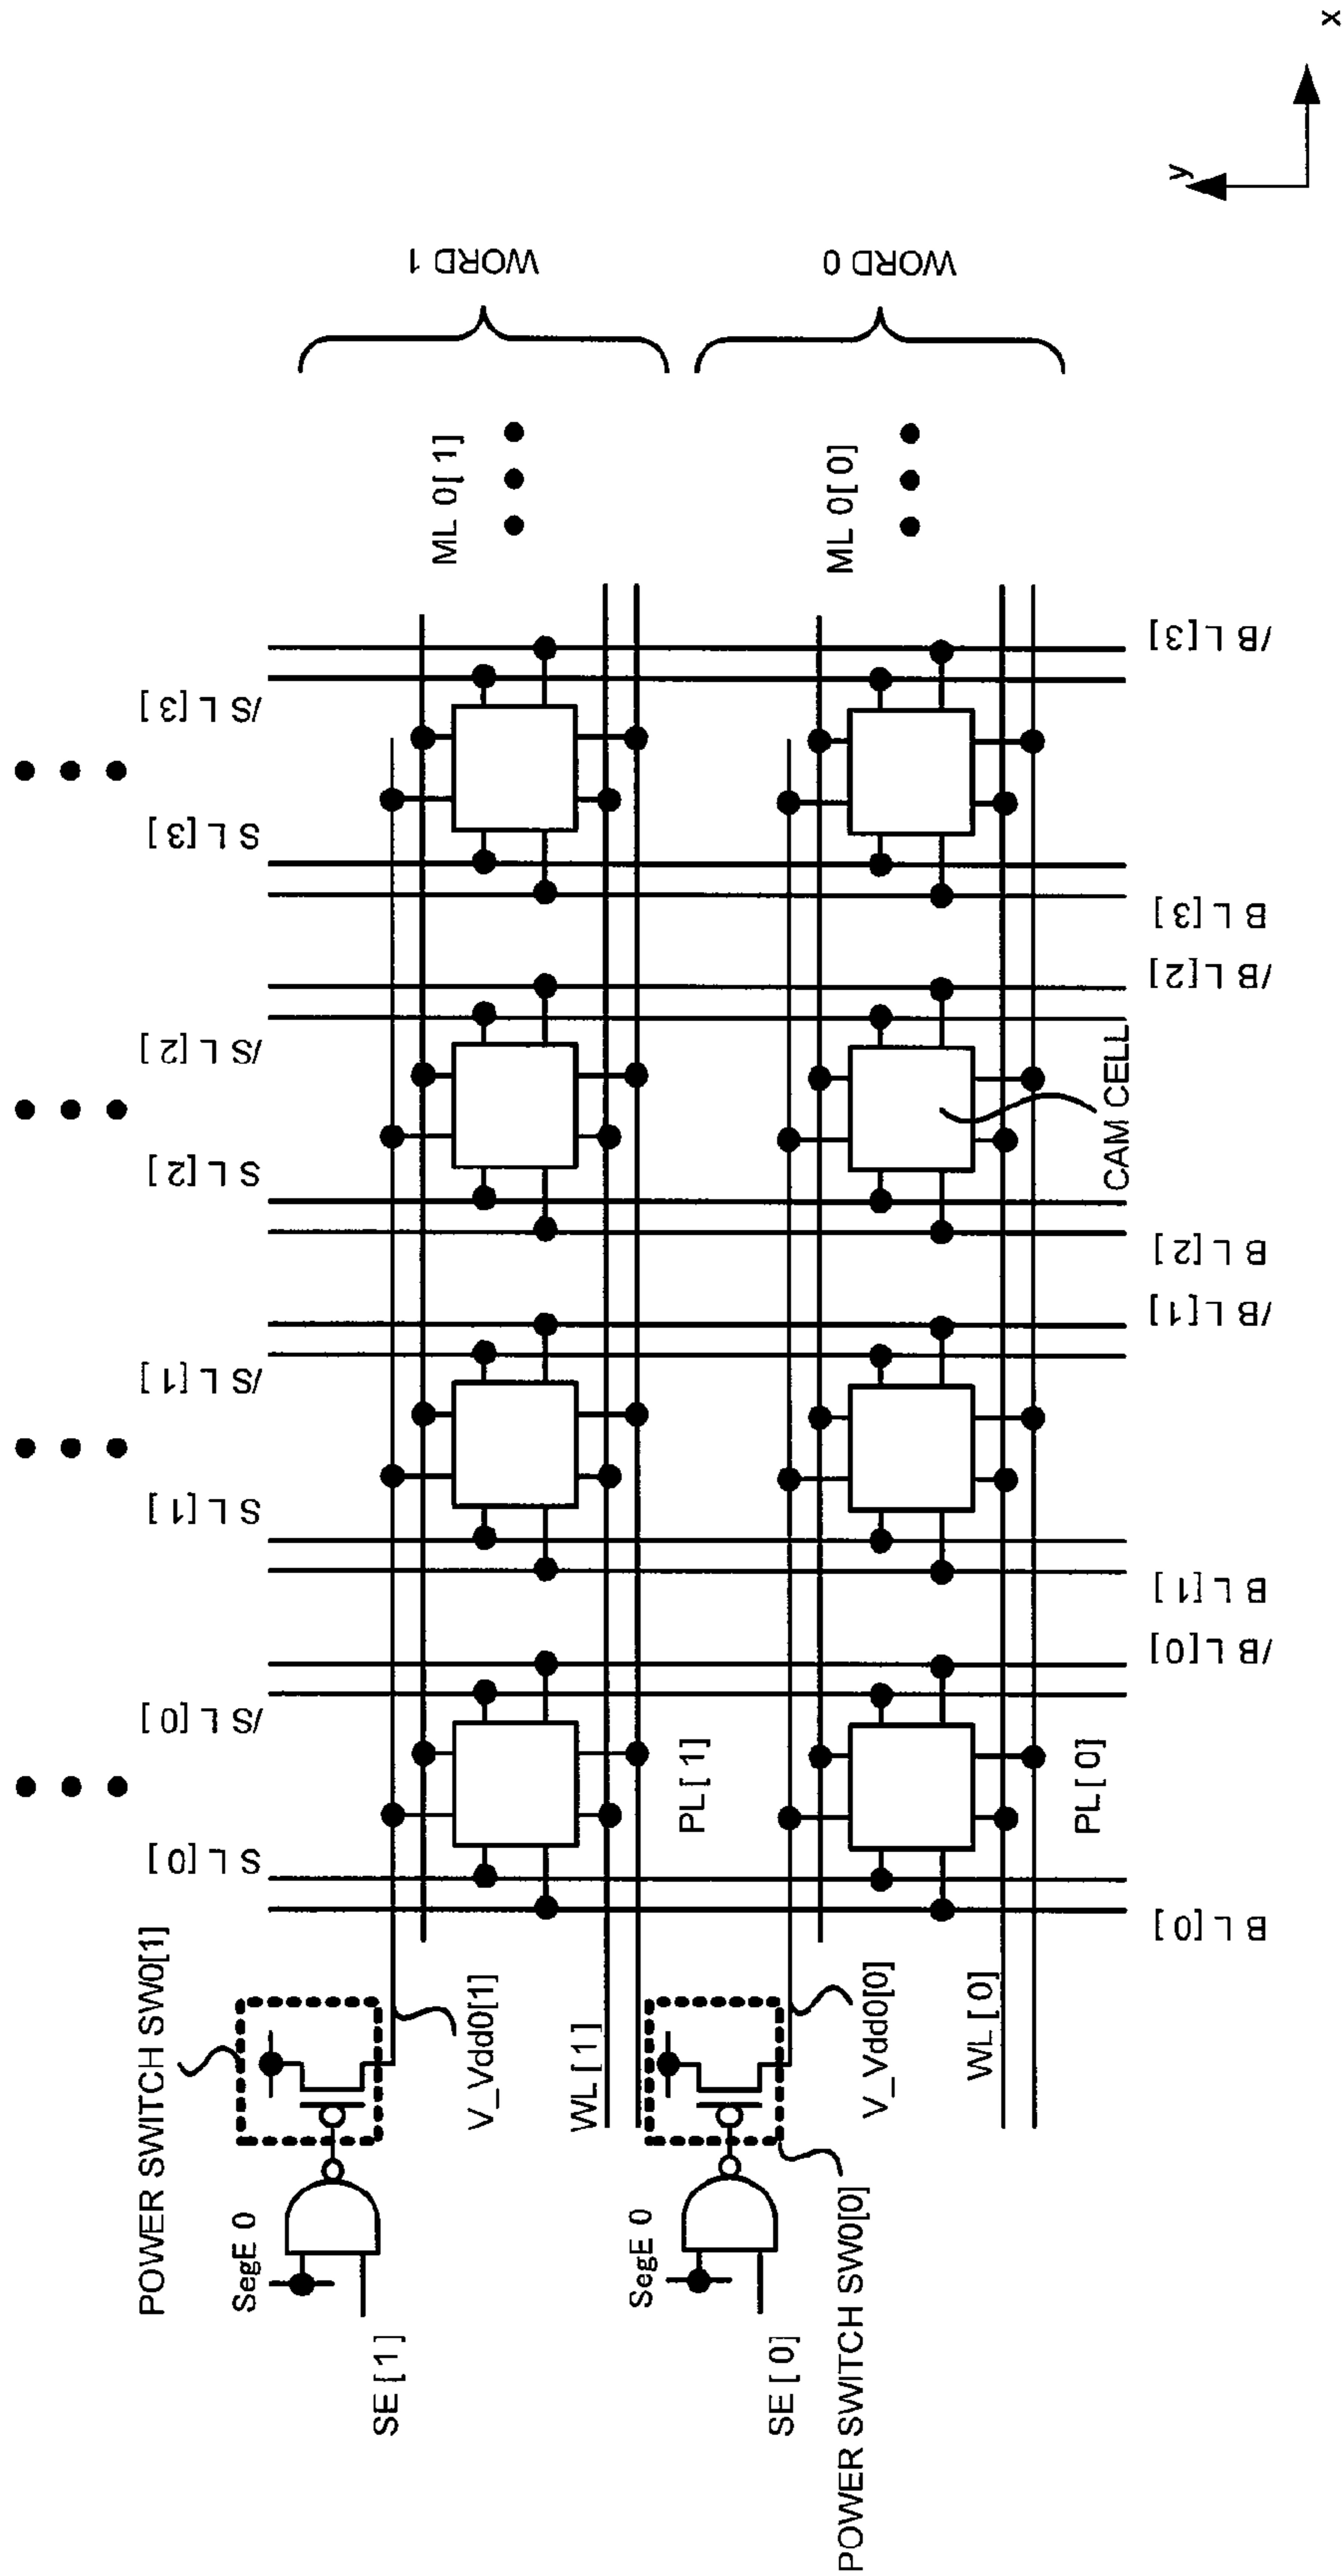 POWER SWITCH SW0[1]
SegE 0
SE [ 1 ]
V_Vdd0[1]
WL [ 1 ]
S L [0]
/S L [0]
S L [1]
/S L [1]
S L [2]
/S L [2]
S L [3]
/S L [3]
ML 0[ 1]
WORD 1
PL [ 1]
SegE 0
SE [ 0]
POWER SWITCH SW0[0]
V_Vdd0[0]
WL [ 0]
ML 0[ 0]
WORD 0
PL [ 0]
CAM CELL
B L [0]
/B L [0]
B L [1]
/B L [1]
B L [2]
/B L [2]
B L [3]
/B L [3]
y
x